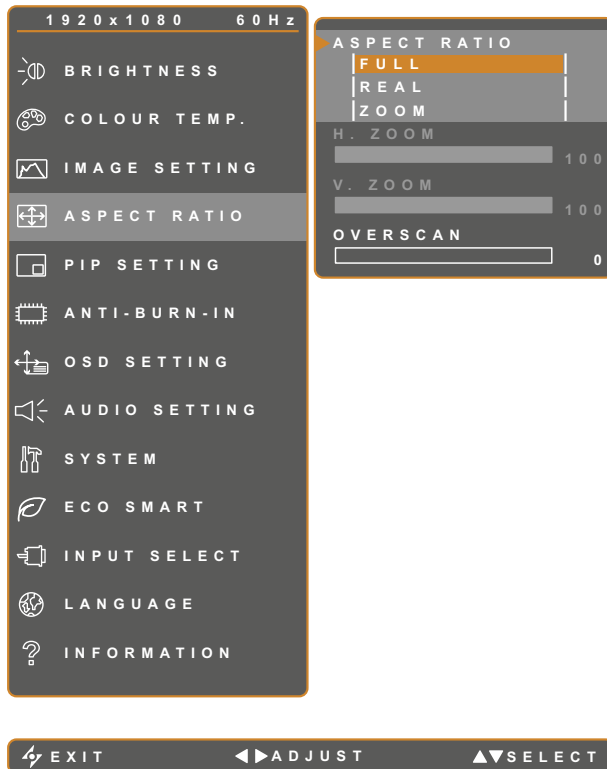 1920x1080 60Hz
BRIGHTNESS
COLOUR TEMP.
IMAGE SETTING
ASPECT RATIO
PIP SETTING
ANTI-BURN-IN
OSD SETTING
AUDIO SETTING
SYSTEM
ECO SMART
INPUT SELECT
LANGUAGE
INFORMATION
ASPECT RATIO
FULL
REAL
ZOOM
H. ZOOM
100
V. ZOOM
100
OVERSCAN
0
EXIT ADJUST SELECT